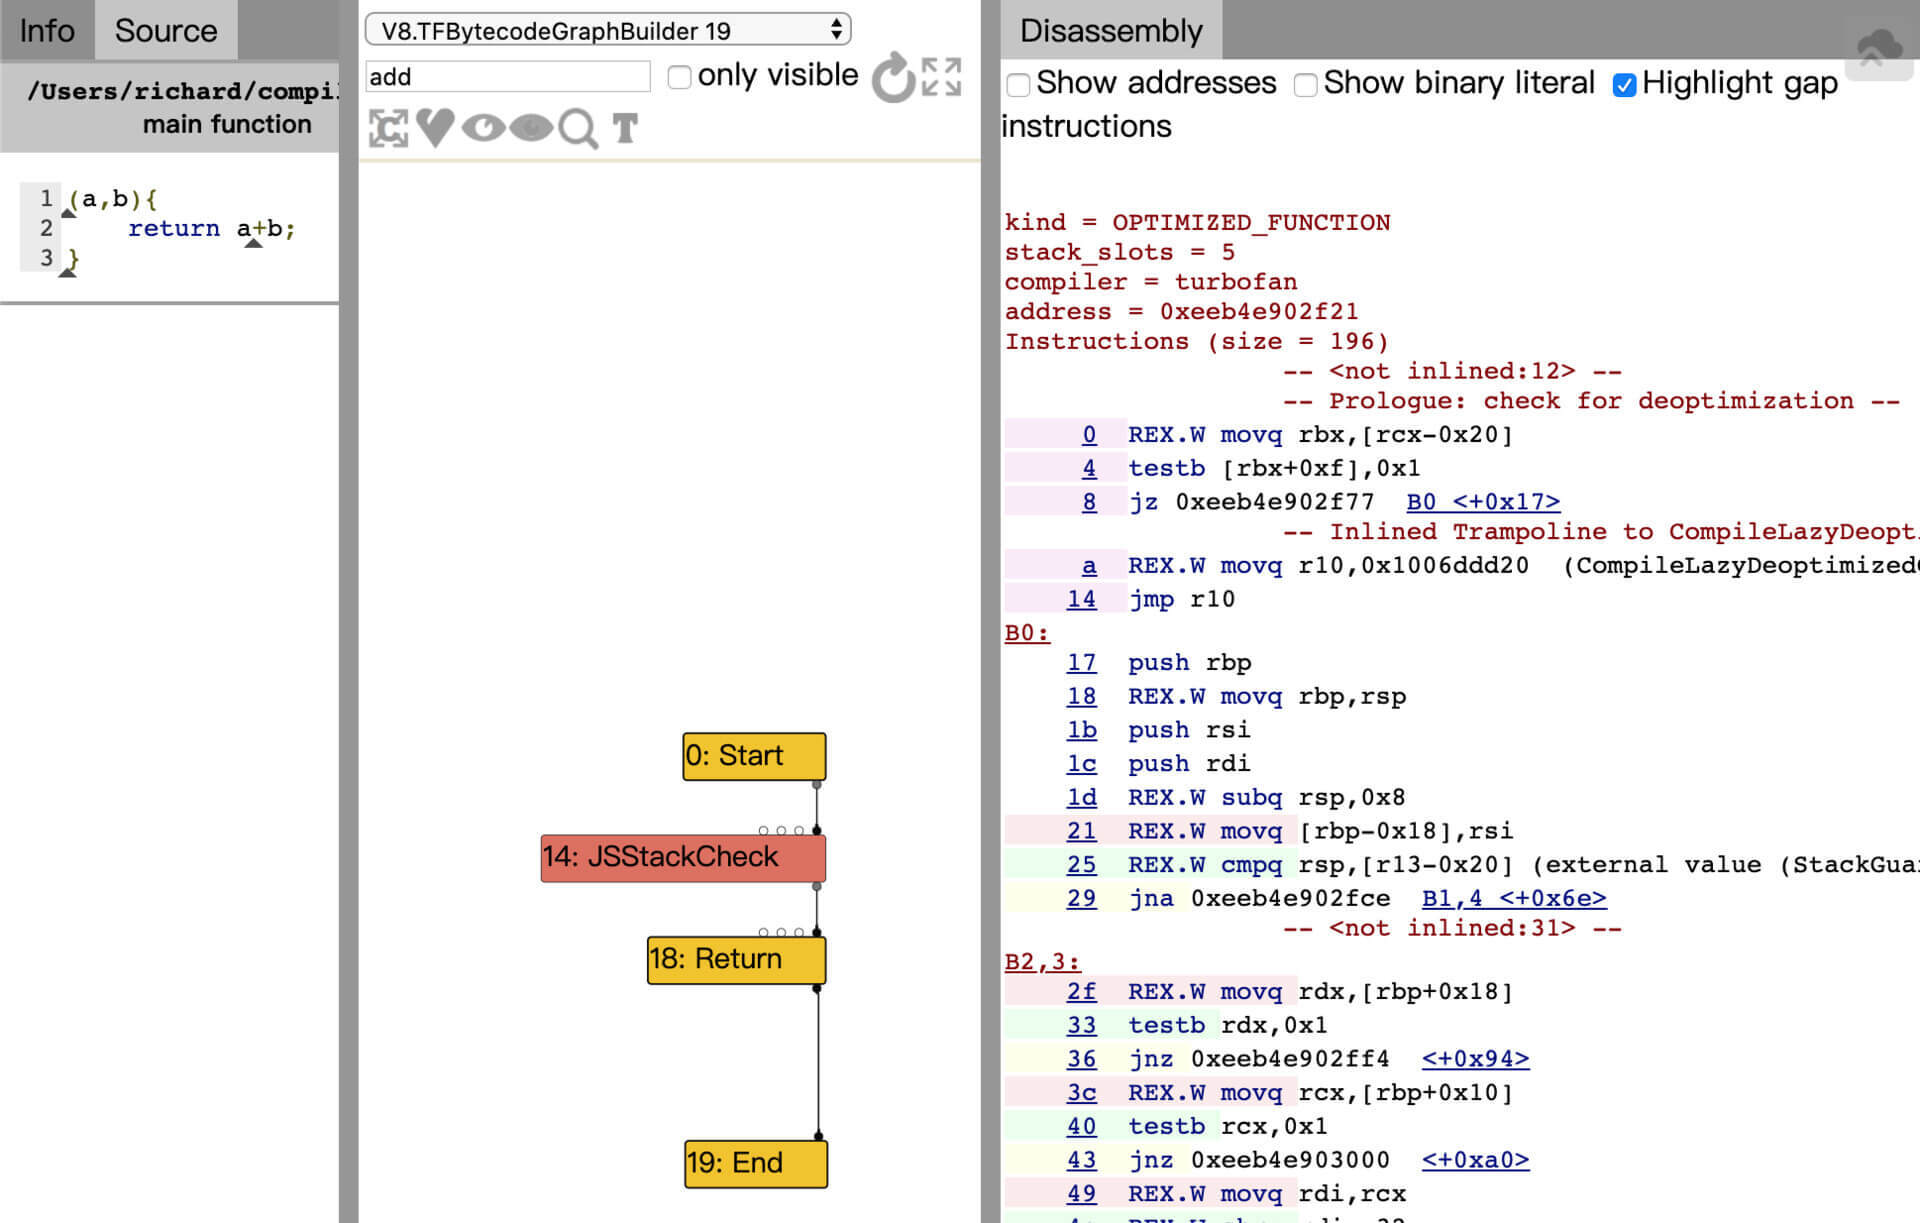 Info Source
/Users/richard/compi
main function
1 (a,b){
2 return a+b;
3 }
V8.TFBytecodeGraphBuilder 19
add only visible
T
0: Start
14: JSStackCheck
18: Return
19: End
Disassembly
Show addresses Show binary literal Highlight gap
instructions
kind = OPTIMIZED_FUNCTION
stack_slots = 5
compiler = turbofan
address = 0xeeb4e902f21
Instructions (size = 196)
-- <not inlined:12> --
-- Prologue: check for deoptimization --
0 REX.W movq rbx,[rcx-0x20]
4 testb [rbx+0xf],0x1
8 jz 0xeeb4e902f77 B0 <+0x17>
-- Inlined Trampoline to CompileLazyDeopt
a REX.W movq r10,0x1006ddd20 (CompileLazyDeoptimized
14 jmp r10
B0:
17 push rbp
18 REX.W movq rbp,rsp
1b push rsi
1c push rdi
1d REX.W subq rsp,0x8
21 REX.W movq [rbp-0x18],rsi
25 REX.W cmpq rsp,[r13-0x20] (external value (StackGua
29 jna 0xeeb4e902fce B1,4 <+0x6e>
-- <not inlined:31> --
B2,3:
2f REX.W movq rdx,[rbp+0x18]
33 testb rdx,0x1
36 jnz 0xeeb4e902ff4 <+0x94>
3c REX.W movq rcx,[rbp+0x10]
40 testb rcx,0x1
43 jnz 0xeeb4e903000 <+0xa0>
49 REX.W movq rdi,rcx